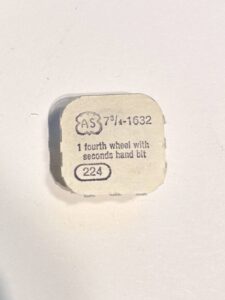 AS 7³/₄-1632
1 fourth wheel with
seconds hand bit
224